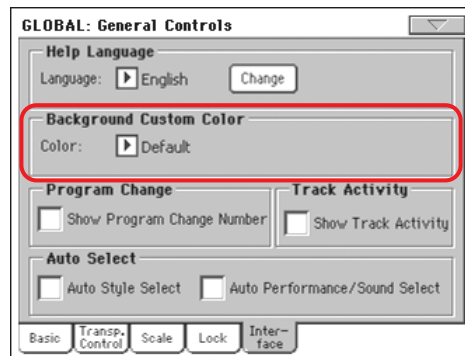 GLOBAL: General Controls
Help Language
Language: English Change
Background Custom Color
Color: Default
Program Change
Show Program Change Number
Track Activity
Show Track Activity
Auto Select
Auto Style Select Auto Performance/Sound Select
Basic Transp. Control Scale Lock Inter-face